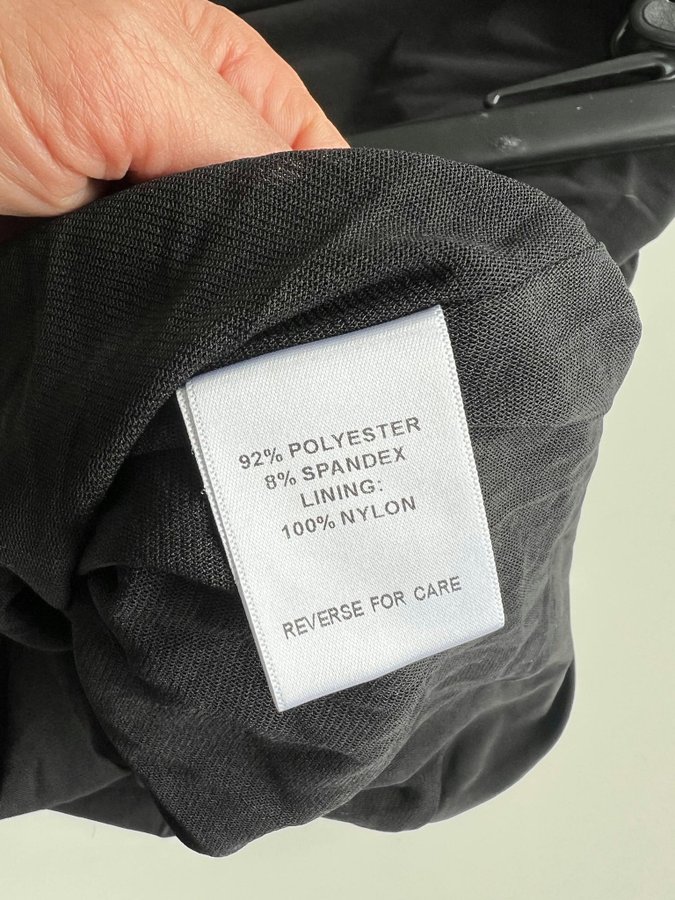 92% POLYESTER
8% SPANDEX
LINING:
100% NYLON
REVERSE FOR CARE